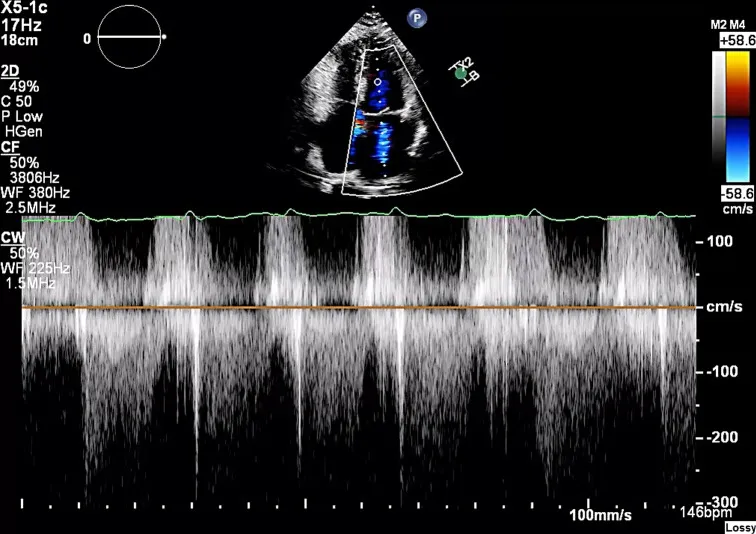 X5-1c
17Hz
18cm
0
P
M2 M4
+58.6
-58.6
cm/s
2D
49%
C 50
P Low
HGen
CF
50%
3806Hz
WF 380Hz
2.5MHz
CW
50%
WF 225Hz
1.5MHz
100
cm/s
-100
-200
-300
100mm/s
146bpm
Lossy